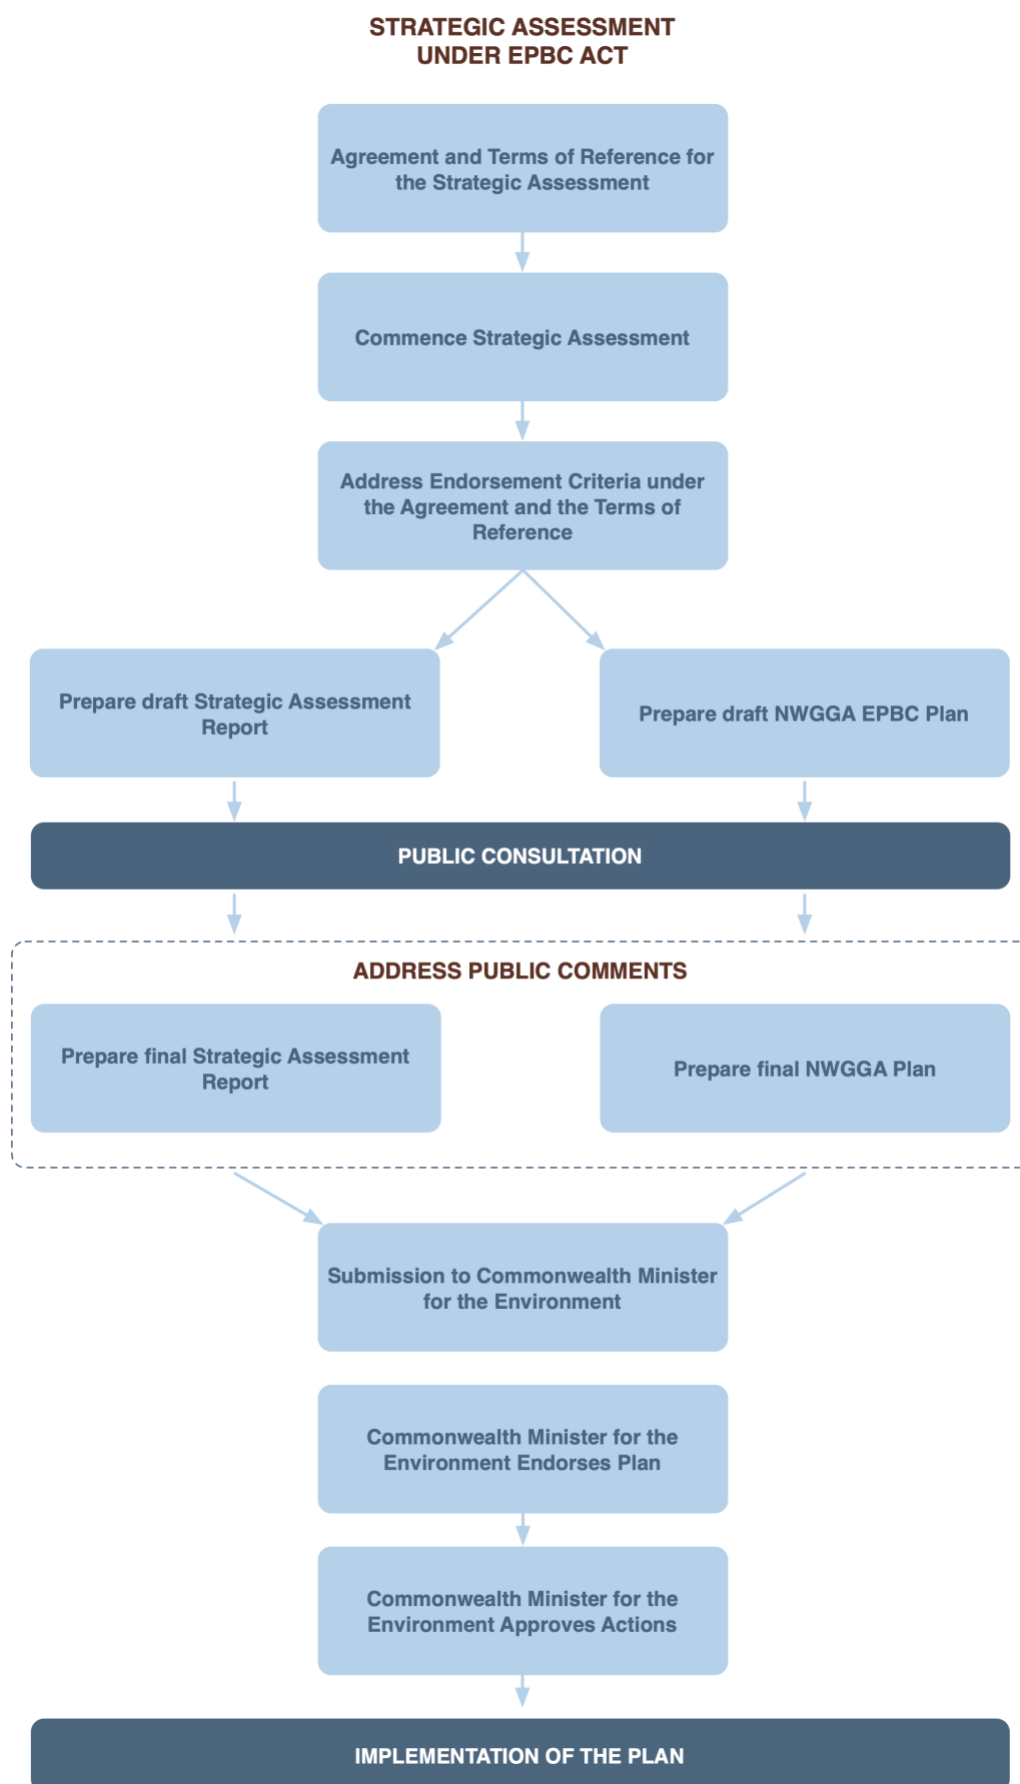 STRATEGIC ASSESSMENT
UNDER EPBC ACT
Agreement and Terms of Reference for
the Strategic Assessment
Commence Strategic Assessment
Address Endorsement Criteria under
the Agreement and the Terms of
Reference
Prepare draft Strategic Assessment
Report
Prepare draft NWGGA EPBC Plan
PUBLIC CONSULTATION
ADDRESS PUBLIC COMMENTS
Prepare final Strategic Assessment
Report
Prepare final NWGGA Plan
Submission to Commonwealth Minister
for the Environment
Commonwealth Minister for the
Environment Endorses Plan
Commonwealth Minister for the
Environment Approves Actions
IMPLEMENTATION OF THE PLAN